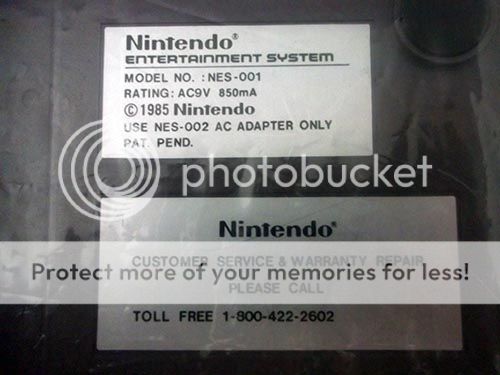 Nintendo®
ENTERTAINMENT SYSTEM
MODEL NO. : NES-001
RATING: AC9V 850mA
© 1985 Nintendo
USE NES-002 AC ADAPTER ONLY
PAT. PEND.
photobucket
Nintendo®
CUSTOMER SERVICE & WARRANTY REPAIR
Protect more of your memories for less!
PLEASE CALL
TOLL FREE 1-800-422-2602